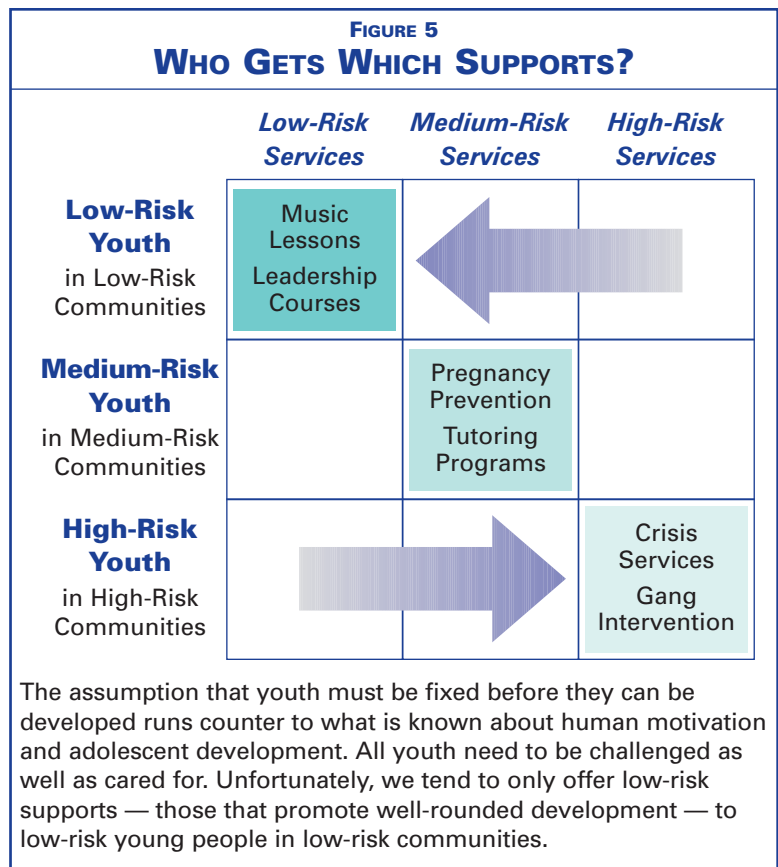 FIGURE 5
WHO GETS WHICH SUPPORTS?
Low-Risk Services
Medium-Risk Services
High-Risk Services
Low-Risk
Youth
in Low-Risk
Communities
Music
Lessons
Leadership
Courses
Medium-Risk
Youth
in Medium-Risk
Communities
Pregnancy
Prevention
Tutoring
Programs
High-Risk
Youth
in High-Risk
Communities
Crisis
Services
Gang
Intervention
The assumption that youth must be fixed before they can be
developed runs counter to what is known about human motivation
and adolescent development. All youth need to be challenged as
well as cared for. Unfortunately, we tend to only offer low-risk
supports — those that promote well-rounded development — to
low-risk young people in low-risk communities.